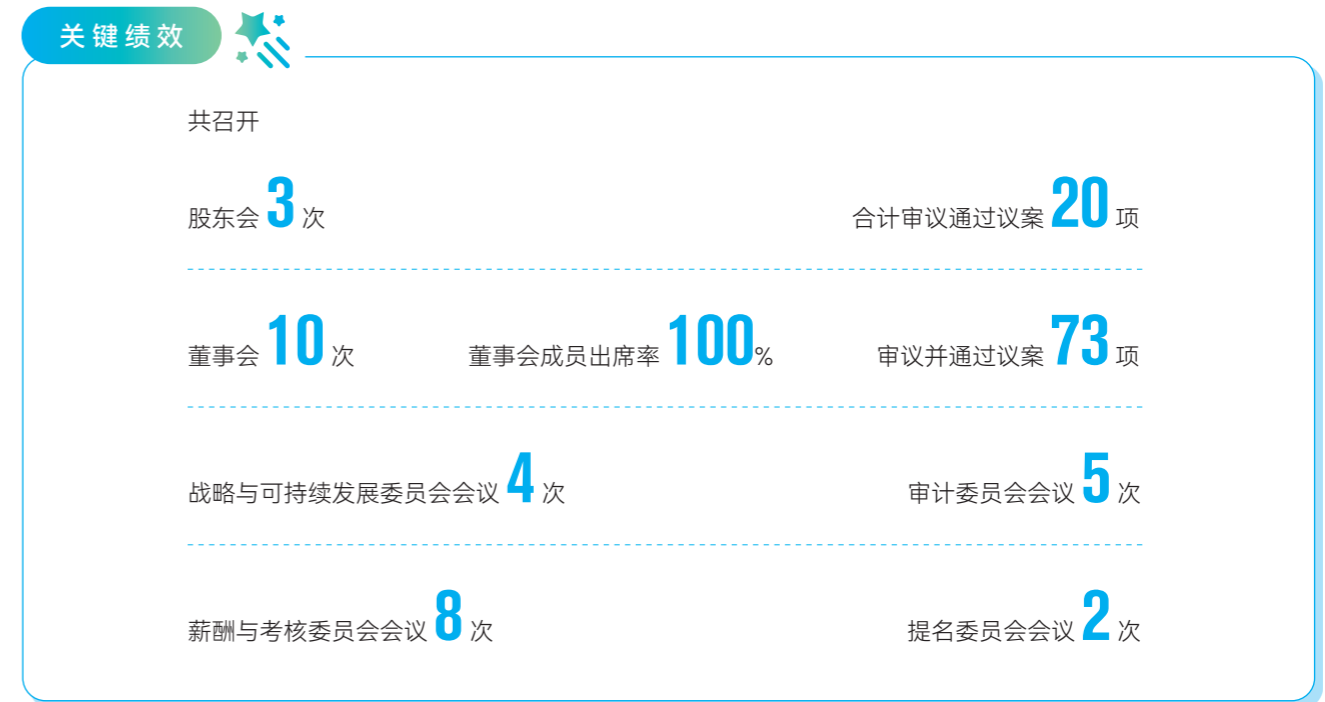 关键绩效
共召开
股东会 3 次 合计审议通过议案 20 项
董事会 10 次 董事会成员出席率 100% 审议并通过议案 73 项
战略与可持续发展委员会会议 4 次 审计委员会会议 5 次
薪酬与考核委员会会议 8 次 提名委员会会议 2 次